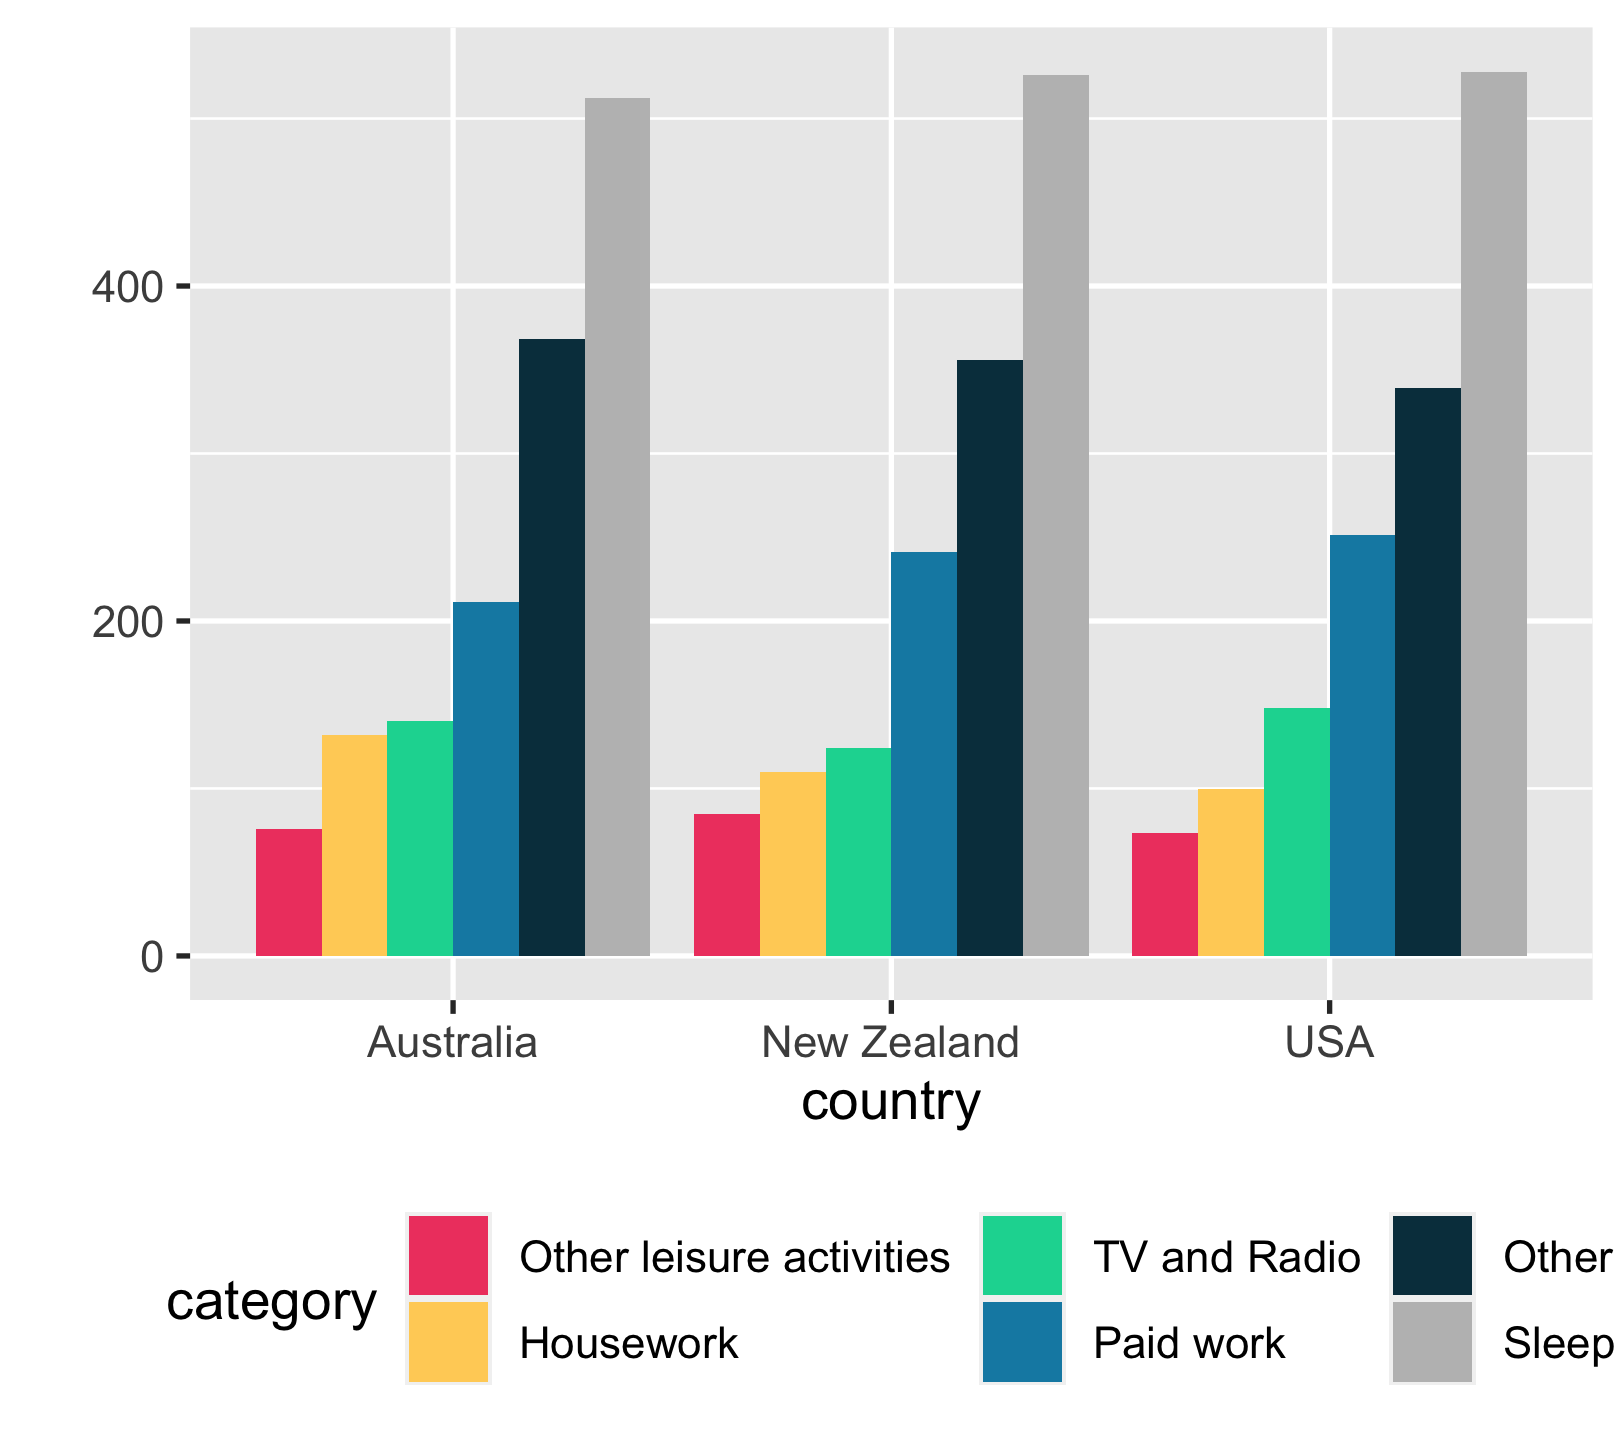 400
200
0
Australia New Zealand USA
country
category
Other leisure activities TV and Radio Other
Housework Paid work Sleep